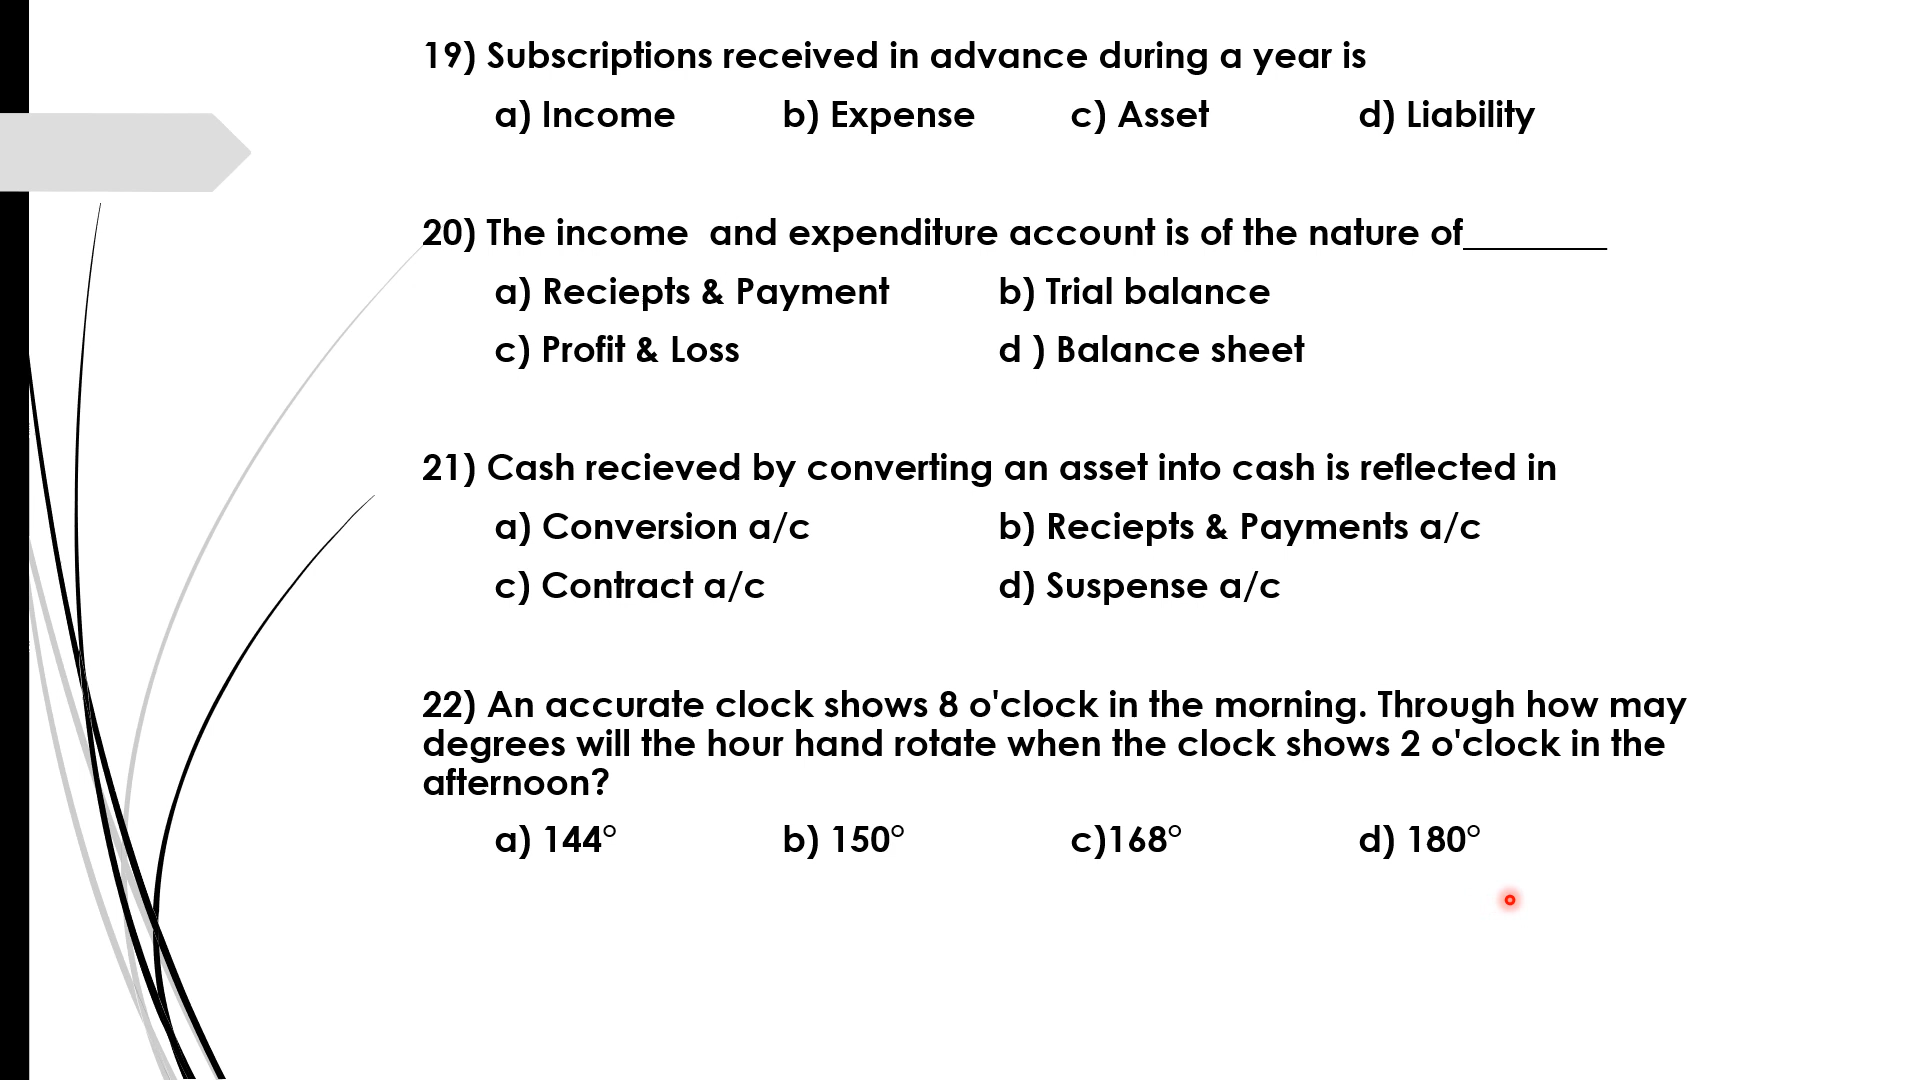 19) Subscriptions received in advance during a year is
a) Income b) Expense c) Asset d) Liability
20) The income and expenditure account is of the nature of________
a) Reciepts & Payment b) Trial balance
c) Profit & Loss d ) Balance sheet
21) Cash recieved by converting an asset into cash is reflected in
a) Conversion a/c b) Reciepts & Payments a/c
c) Contract a/c d) Suspense a/c
22) An accurate clock shows 8 o'clock in the morning. Through how may
degrees will the hour hand rotate when the clock shows 2 o'clock in the
afternoon?
a) 144° b) 150° c)168° d) 180°